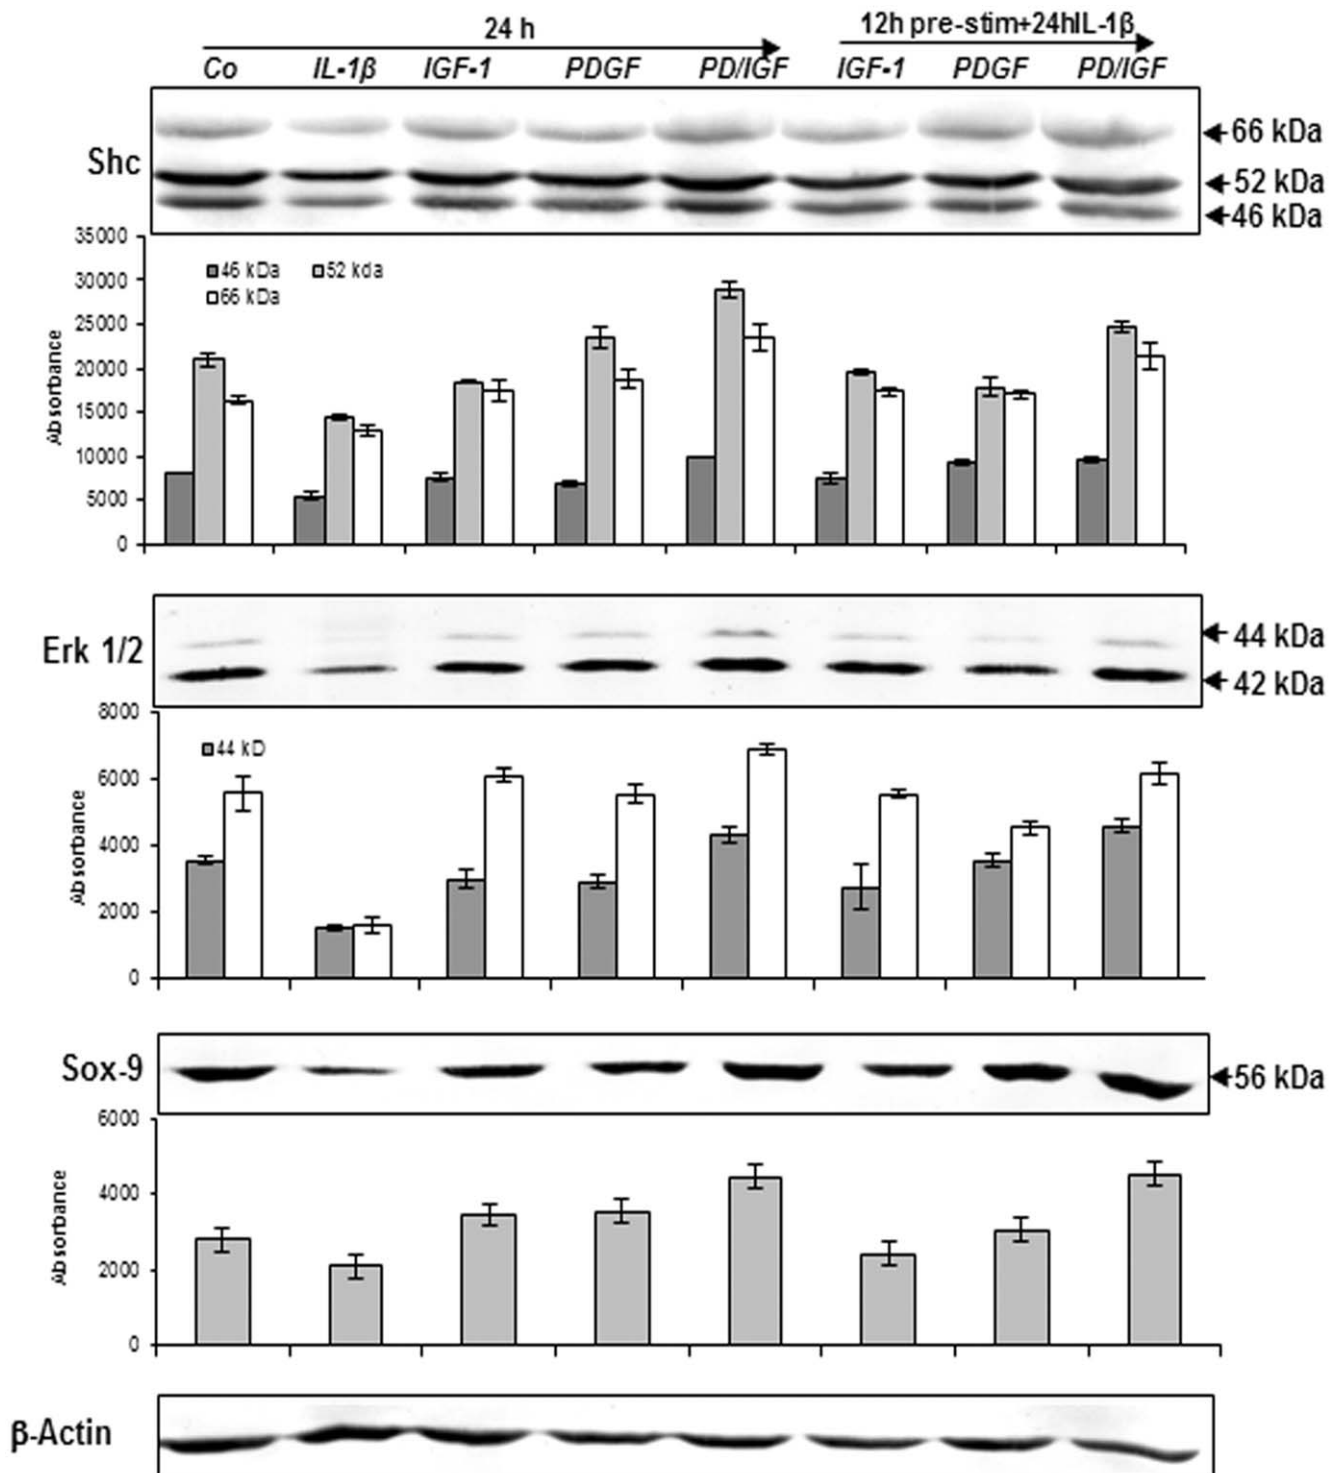 24 h
12h pre-stim+24hIL-1β
Co IL-1β IGF-1 PDGF PD/IGF IGF-1 PDGF PD/IGF
Shc
66 kDa
52 kDa
46 kDa
35000
30000
25000
20000
15000
10000
5000
0
Absorbance
46 kDa 52 kda
66 kDa
Erk 1/2
44 kDa
42 kDa
8000
6000
4000
2000
0
Absorbance
44 kD
Sox-9
56 kDa
6000
4000
2000
0
Absorbance
β-Actin